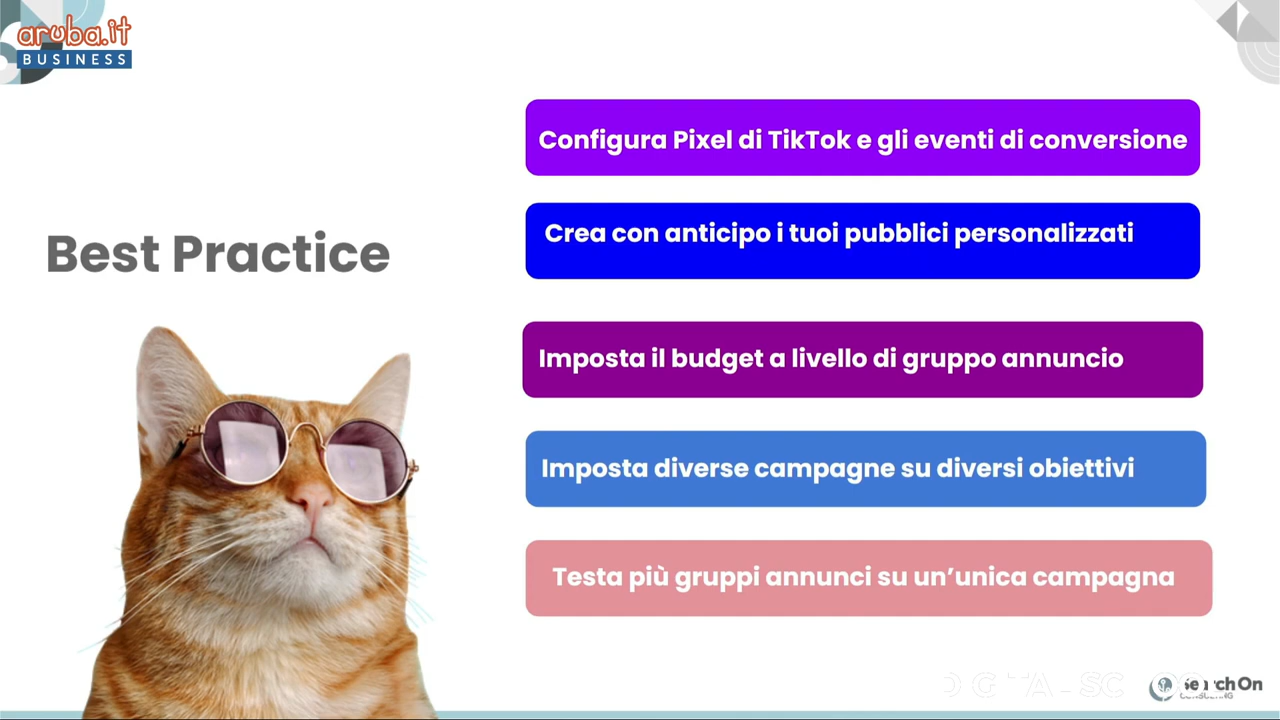 aruba.it
BUSINESS
Configura Pixel di TikTok e gli eventi di conversione
Crea con anticipo i tuoi pubblici personalizzati
Best Practice
Imposta il budget a livello di gruppo annuncio
Imposta diverse campagne su diversi obiettivi
Testa più gruppi annunci su un’unica campagna
SearchOn
CONSULTING